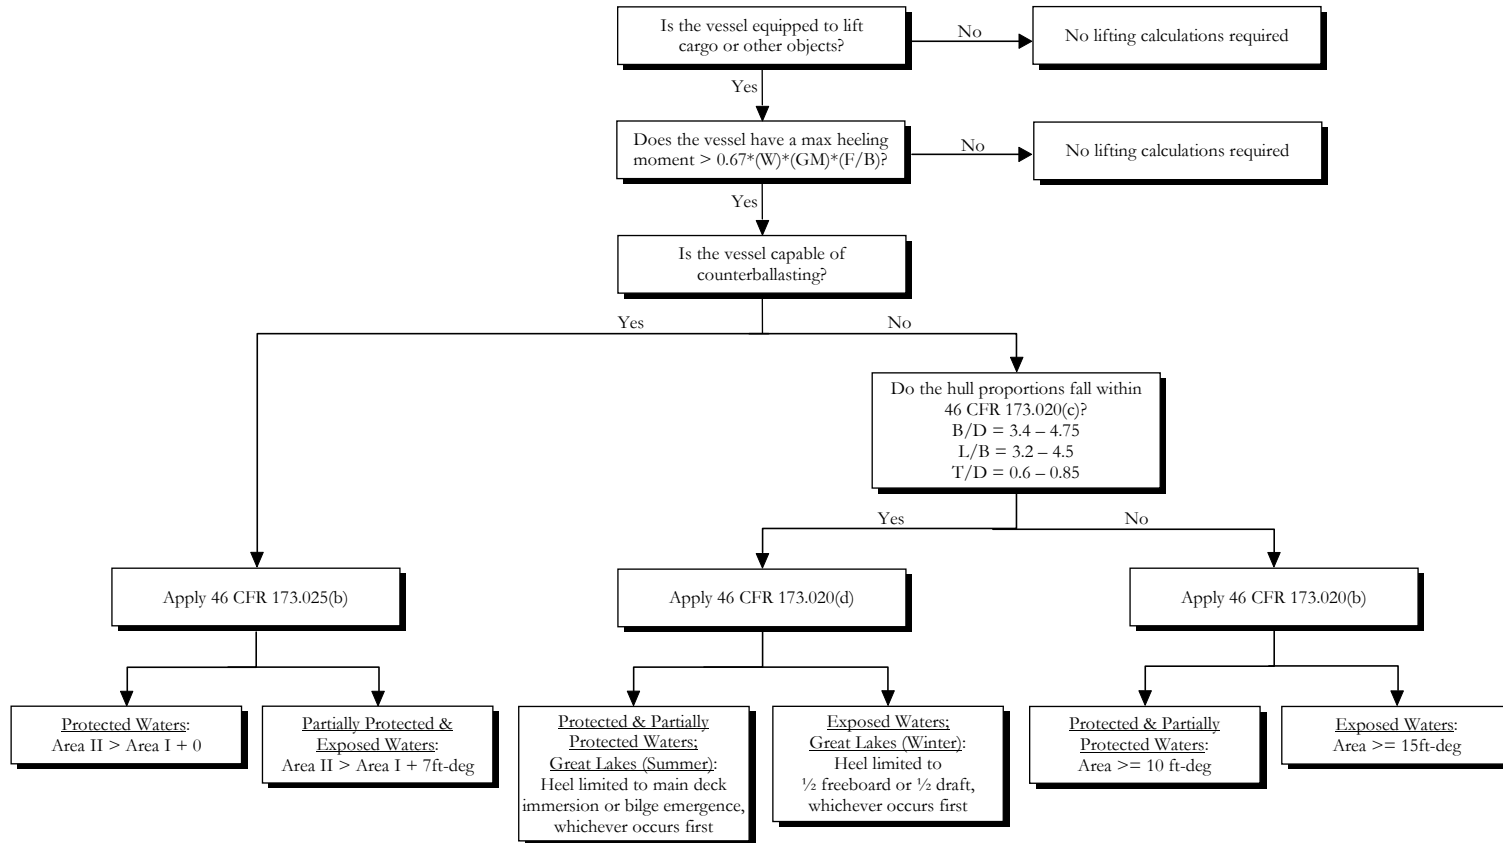 Is the vessel equipped to lift
cargo or other objects?
No
No lifting calculations required
Yes
Does the vessel have a max heeling
moment > 0.67*(W)*(GM)*(F/B)?
No
No lifting calculations required
Yes
Is the vessel capable of
counterballasting?
Yes
No
Do the hull proportions fall within
46 CFR 173.020(c)?
B/D = 3.4 – 4.75
L/B = 3.2 – 4.5
T/D = 0.6 – 0.85
Yes
No
Apply 46 CFR 173.025(b)
Apply 46 CFR 173.020(d)
Apply 46 CFR 173.020(b)
Protected Waters:
Area II > Area I + 0
Partially Protected &
Exposed Waters:
Area II > Area I + 7ft-deg
Protected & Partially
Protected Waters;
Great Lakes (Summer):
Heel limited to main deck
immersion or bilge emergence,
whichever occurs first
Exposed Waters;
Great Lakes (Winter):
Heel limited to
½ freeboard or ½ draft,
whichever occurs first
Protected & Partially
Protected Waters:
Area >= 10 ft-deg
Exposed Waters:
Area >= 15ft-deg